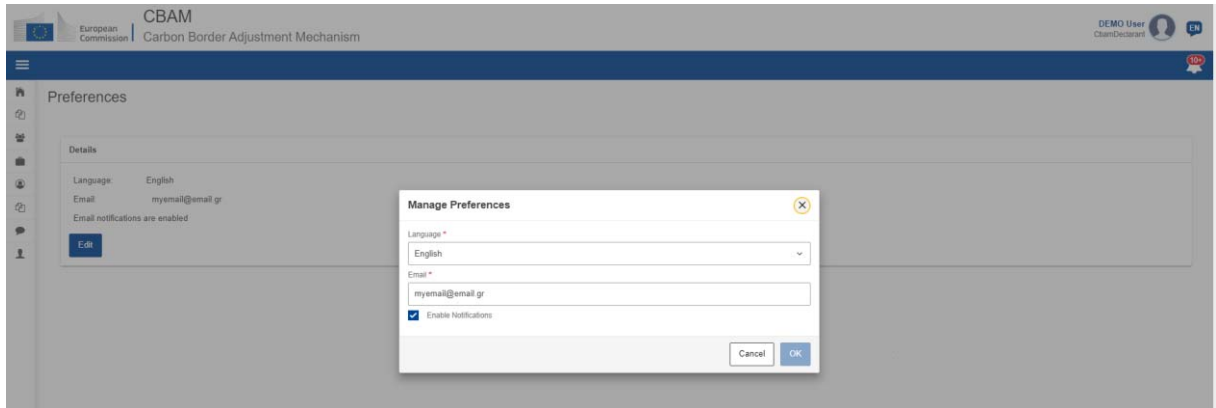 European
Commission
CBAM
Carbon Border Adjustment Mechanism
DEMO User
CbamDeclarant
EN
10+
Preferences
Details
Language: English
Email myemail@email.gr
Email notifications are enabled
Edit
Manage Preferences
Language *
English
Email *
myemail@email.gr
Enable Notifications
Cancel OK